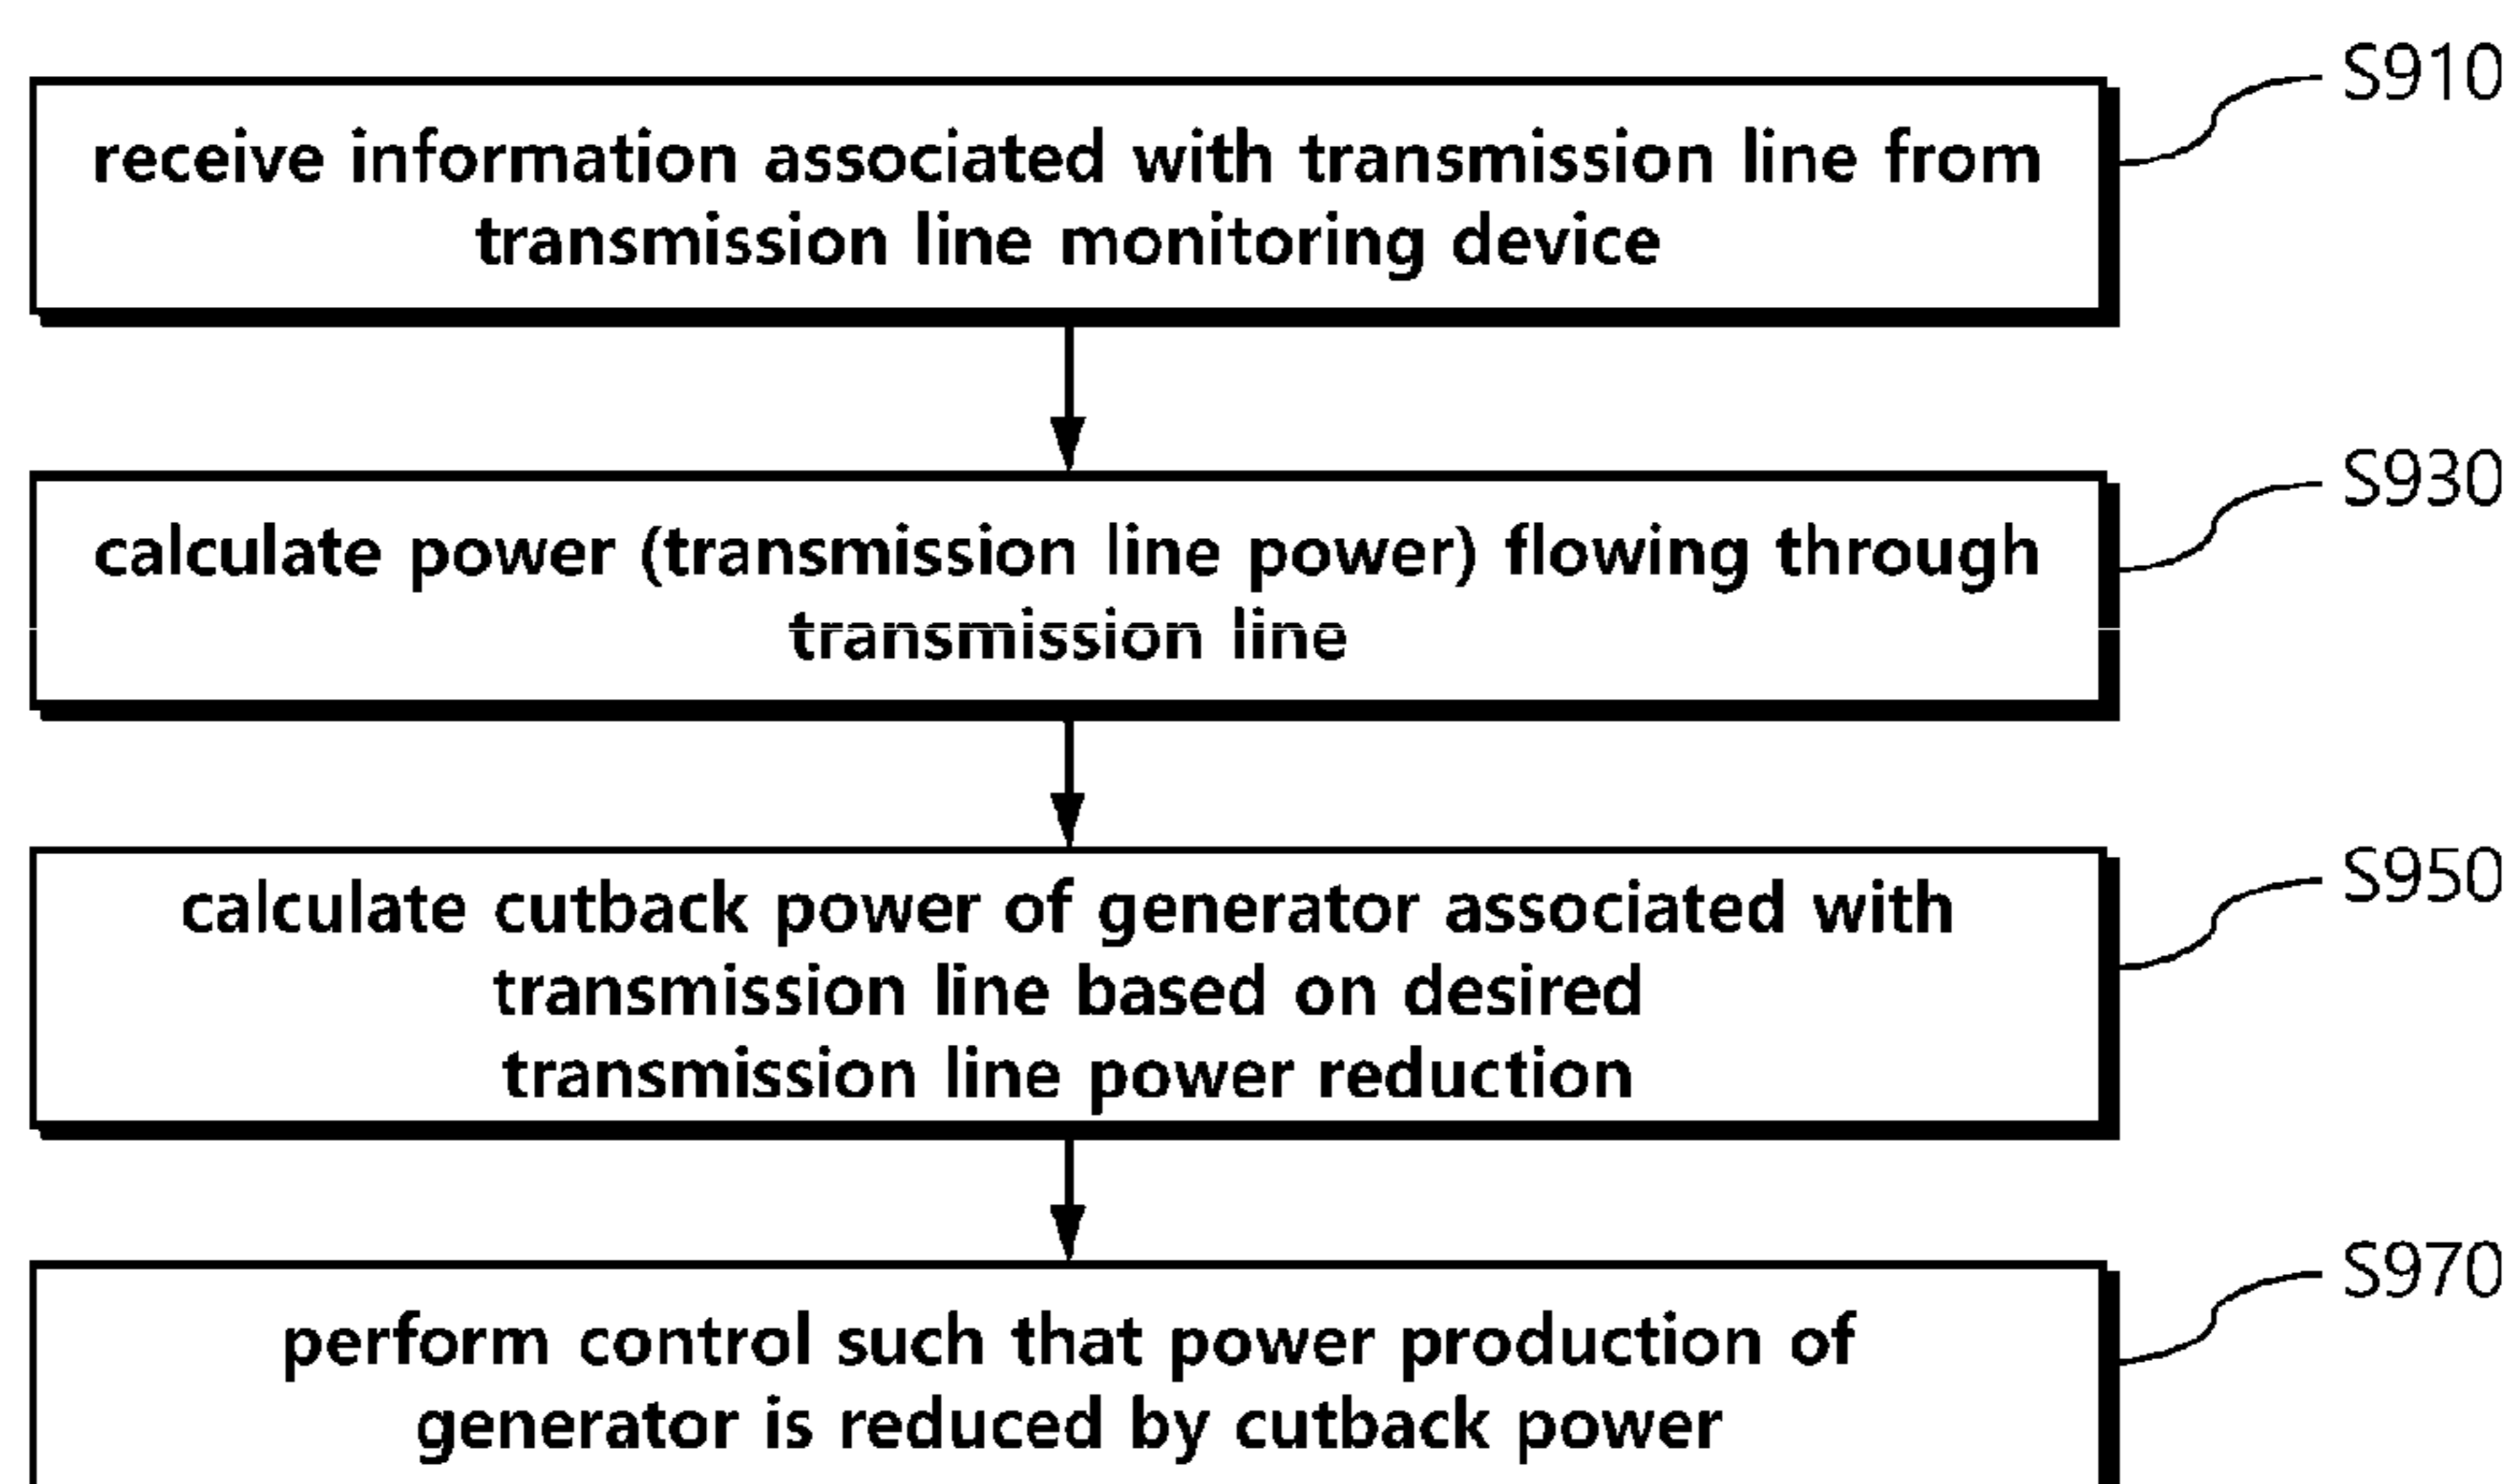 S910
receive information associated with transmission line from
transmission line monitoring device
S930
calculate power (transmission line power) flowing through
transmission line
S950
calculate cutback power of generator associated with
transmission line based on desired
transmission line power reduction
S970
perform control such that power production of
generator is reduced by cutback power